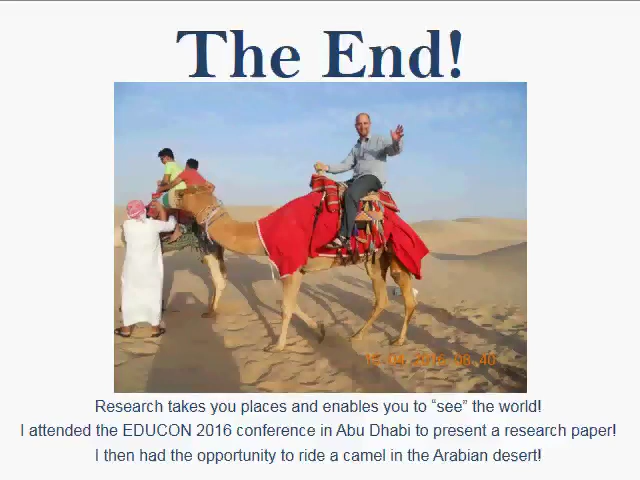 The End!
Research takes you places and enables you to “see” the world!
I attended the EDUCON 2016 conference in Abu Dhabi to present a research paper!
I then had the opportunity to ride a camel in the Arabian desert!